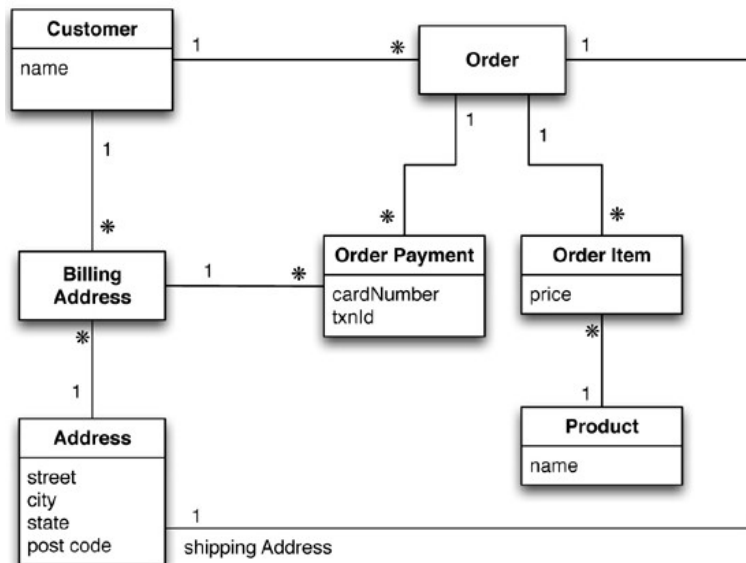 Customer
name
1
*
Order
1
1
1
1
*
*
*
Billing
Address
1
*
Order Payment
cardNumber
txnId
Order Item
price
*
1
*
1
Address
street
city
state
post code
Product
name
1
shipping Address